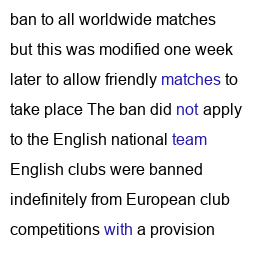 ban to all worldwide matches
but this was modified one week
later to allow friendly matches to
take place The ban did not apply
to the English national team
English clubs were banned
indefinitely from European club
competitions with a provision